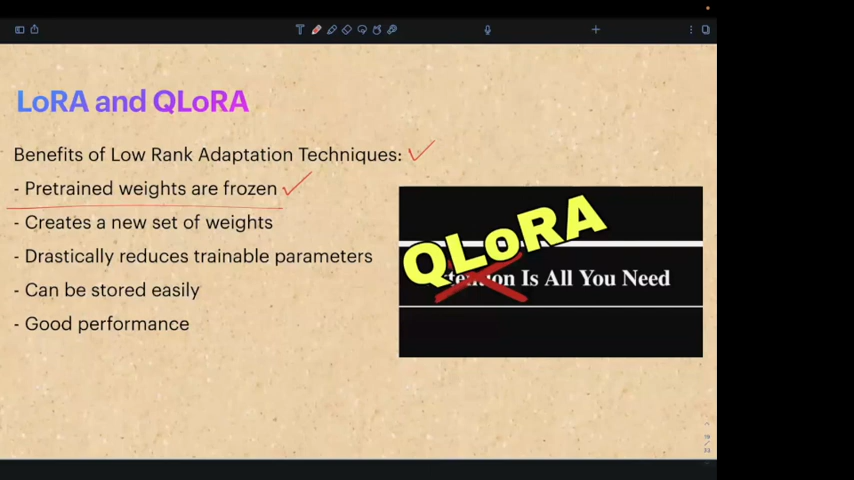 LoRA and QLoRA
Benefits of Low Rank Adaptation Techniques:
- Pretrained weights are frozen
- Creates a new set of weights
- Drastically reduces trainable parameters
- Can be stored easily
- Good performance
QLoRA
Is All You Need